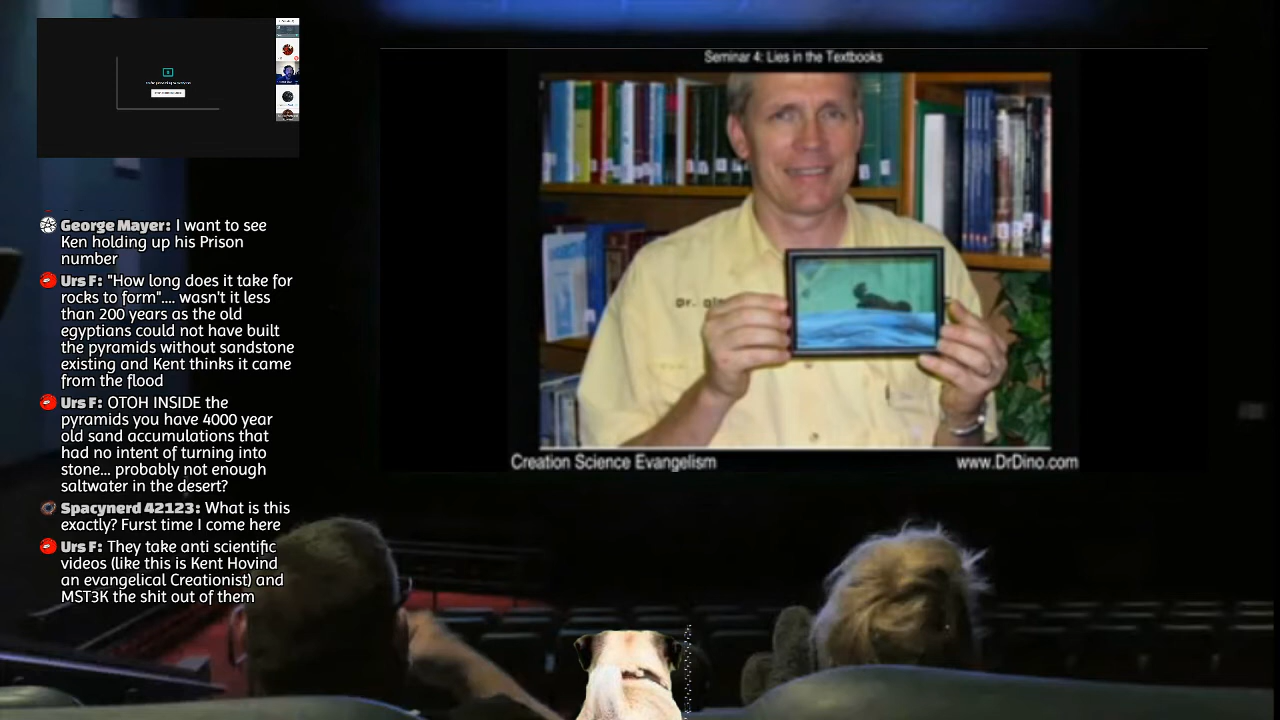 Seminar 4: Lies in the Textbooks
George Mayer: I want to see
Ken holding up his Prison
number
Urs F: "How long does it take for
rocks to form".... wasn't it less
than 200 years as the old
egyptians could not have built
the pyramids without sandstone
existing and Kent thinks it came
from the flood
Urs F: OTOH INSIDE the
pyramids you have 4000 year
old sand accumulations that
had no intent of turning into
stone... probably not enough
saltwater in the desert?
Spacynerd 42123: What is this
exactly? Furst time I come here
Urs F: They take anti scientific
videos (like this is Kent Hovind
an evangelical Creationist) and
MST3K the shit out of them
Dr.
Creation Science Evangelism
www.DrDino.com